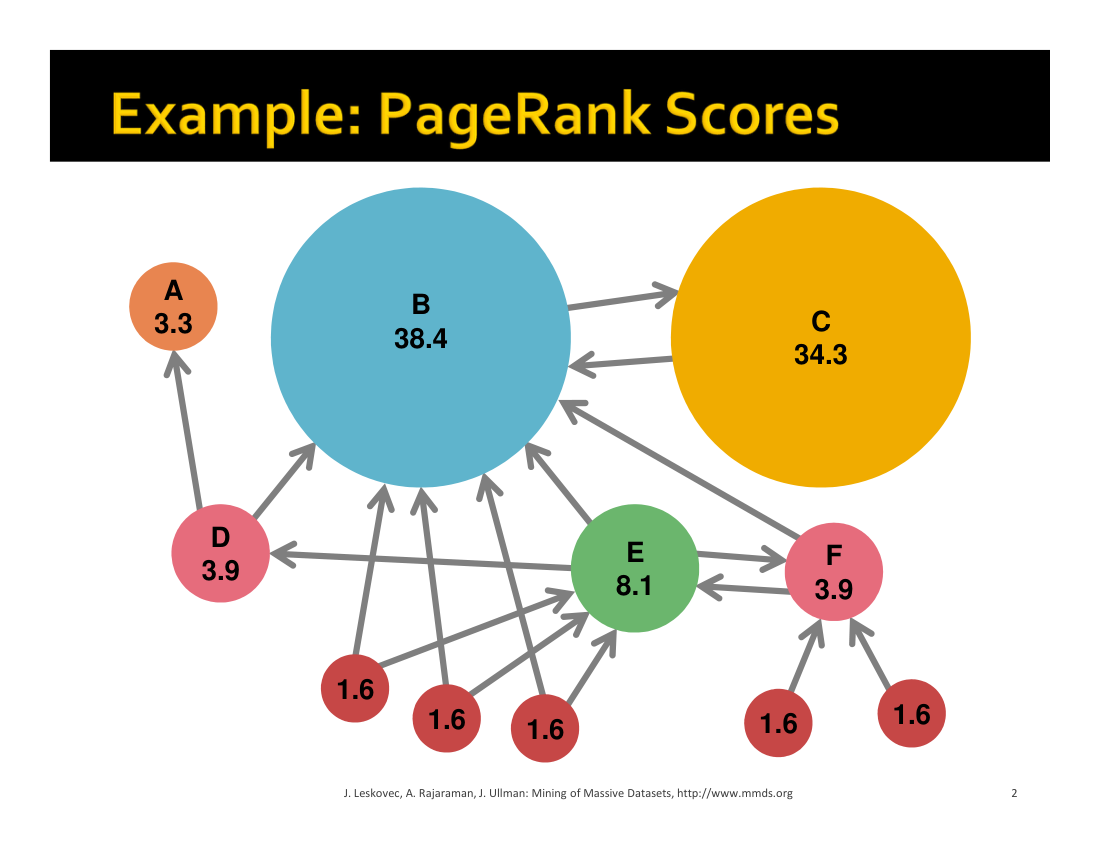 Example: PageRank Scores
A
3.3
B
38.4
C
34.3
D
3.9
E
8.1
F
3.9
1.6
1.6
1.6
1.6
1.6
J. Leskovec, A. Rajaraman, J. Ullman: Mining of Massive Datasets, http://www.mmds.org
2